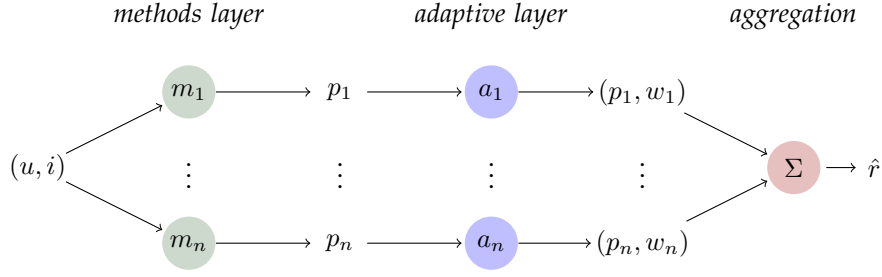 methods layer adaptive layer aggregation
m₁ p₁ a₁ (p₁, w₁)
(u, i) ⋮ ⋮ ⋮ ⋮ Σ r̂
mₙ pₙ aₙ (pₙ, wₙ)